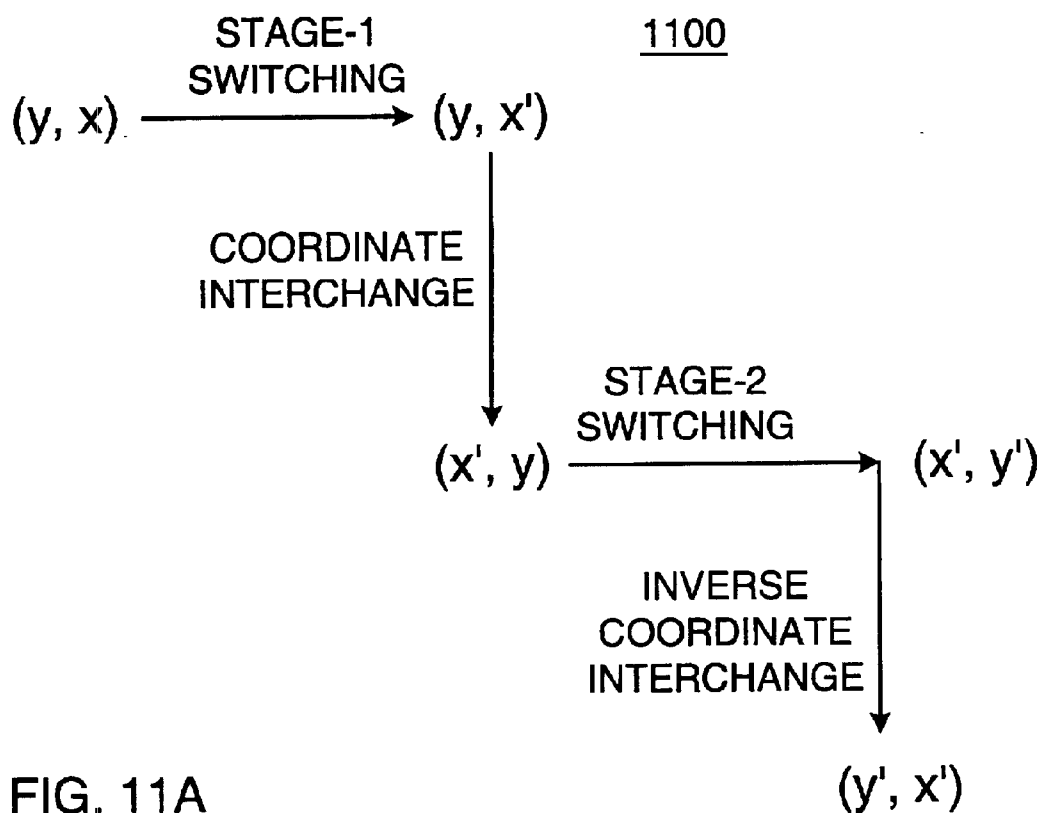 STAGE-1
SWITCHING
1100
(y, x)
(y, x')
COORDINATE
INTERCHANGE
STAGE-2
SWITCHING
(x', y)
(x', y')
INVERSE
COORDINATE
INTERCHANGE
(y', x')
FIG. 11A